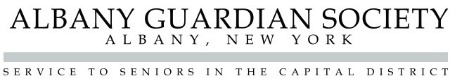 ALBANY GUARDIAN SOCIETY
ALBANY, NEW YORK
SERVICE TO SENIORS IN THE CAPITAL DISTRICT